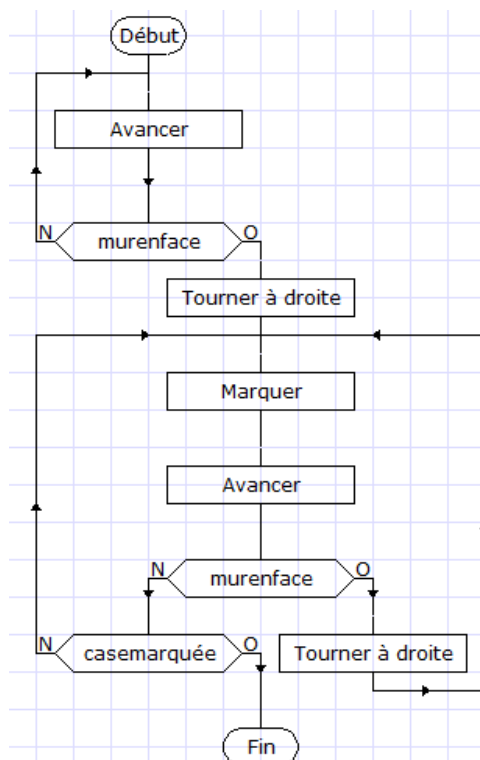 Début
Avancer
N murenface O
Tourner à droite
Marquer
Avancer
N murenface O
N casemarquée O
Tourner à droite
Fin